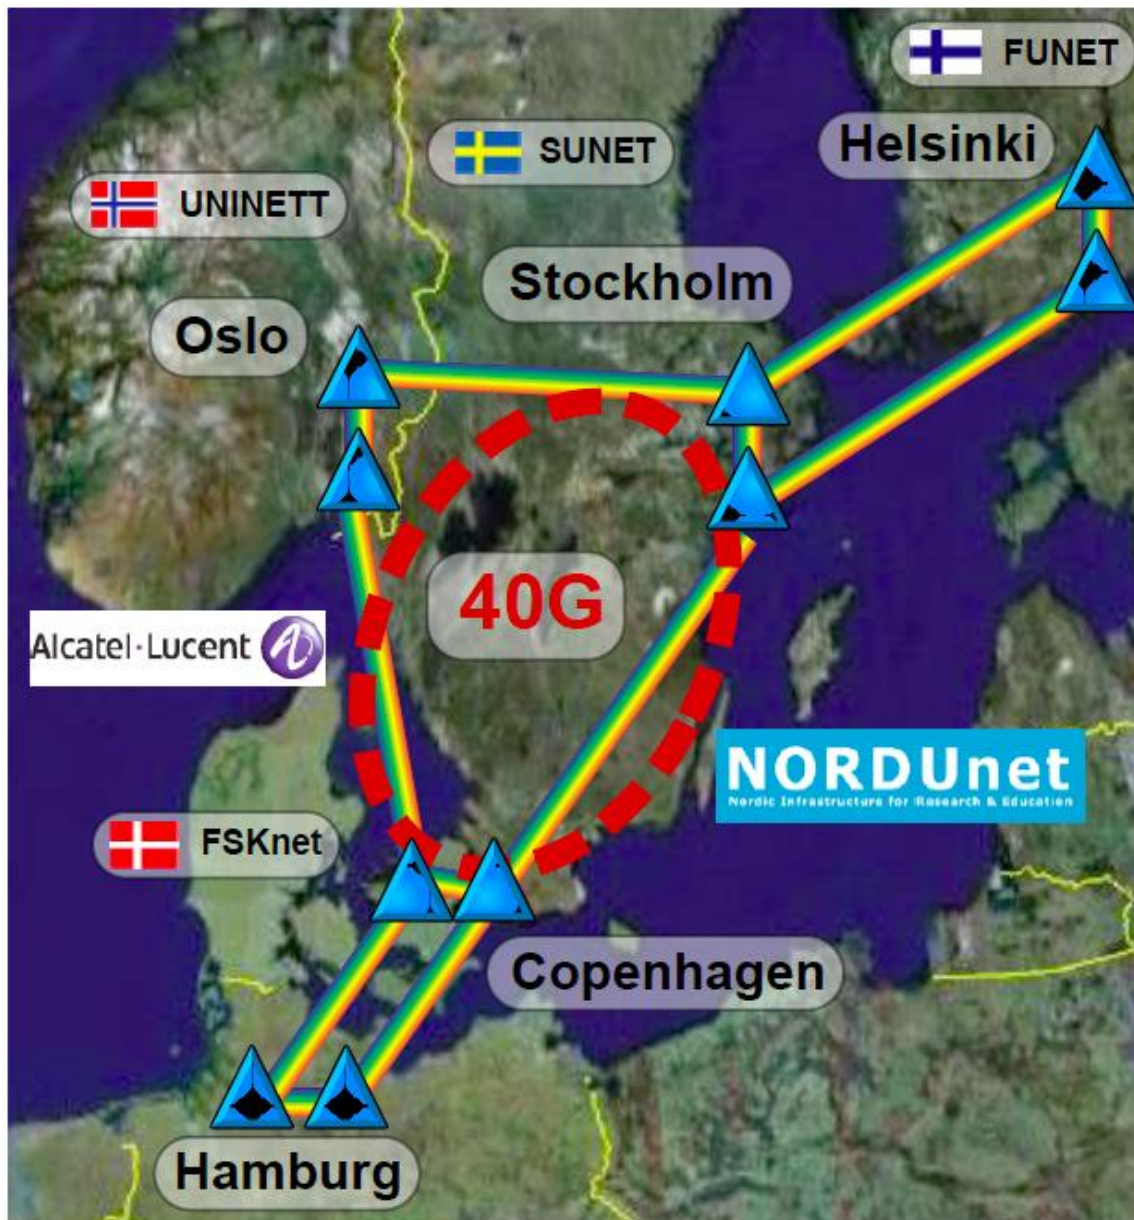 FUNET
SUNET
Helsinki
UNINETT
Stockholm
Oslo
40G
Alcatel·Lucent
NORDUnet
Nordic Infrastructure for Research & Education
FSKnet
Copenhagen
Hamburg